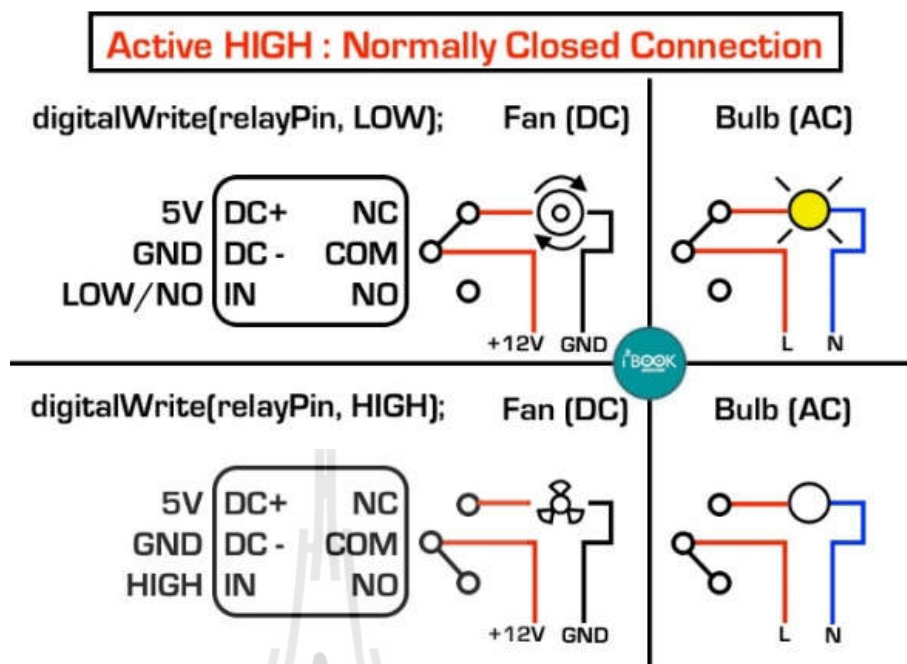 Active HIGH : Normally Closed Connection
digitalWrite(relayPin, LOW);
Fan (DC)
Bulb (AC)
5V DC+ NC
GND DC - COM
LOW/NO IN NO
+12V GND
L N
BOOK
digitalWrite(relayPin, HIGH);
Fan (DC)
Bulb (AC)
5V DC+ NC
GND DC - COM
HIGH IN NO
+12V GND
L N